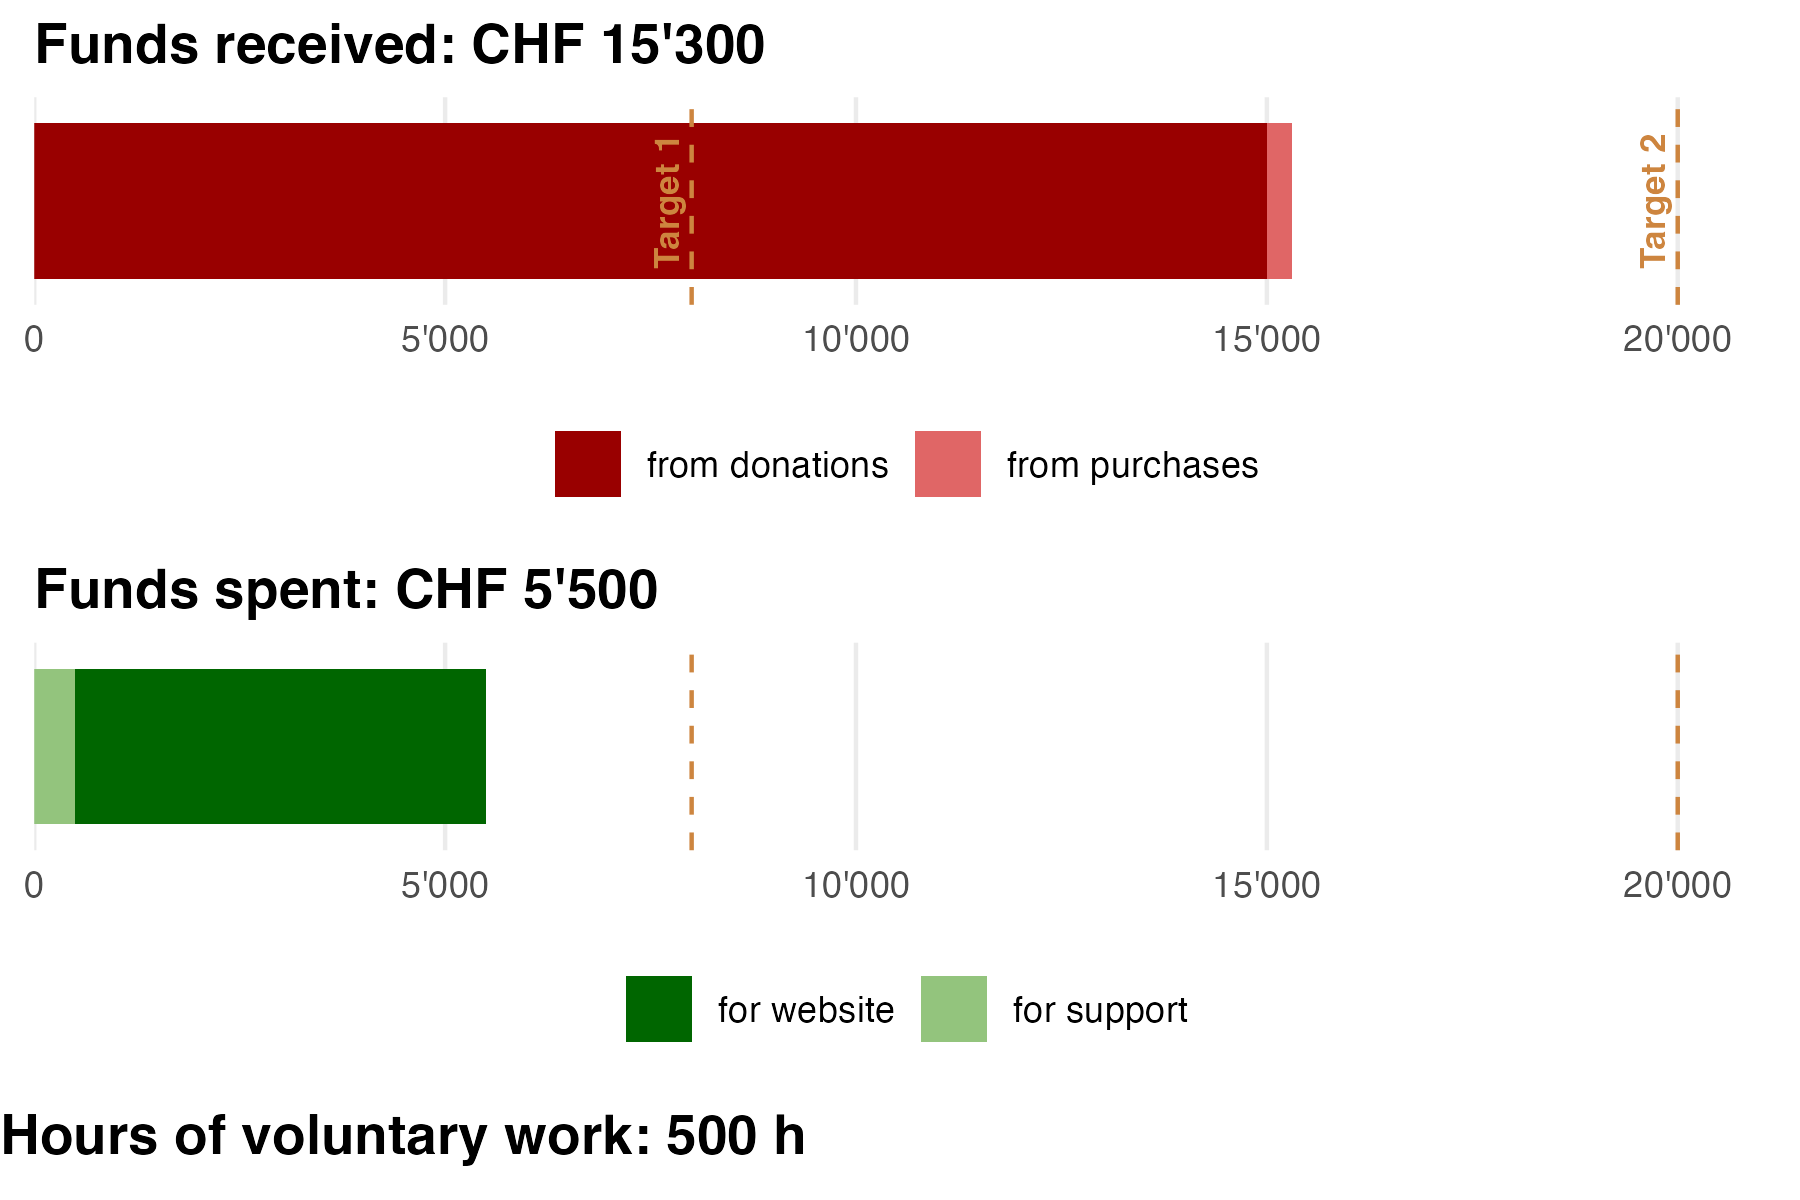 Funds received: CHF 15'300
Target 1
Target 2
0 5'000 10'000 15'000 20'000
from donations from purchases
Funds spent: CHF 5'500
0 5'000 10'000 15'000 20'000
for website for support
Hours of voluntary work: 500 h